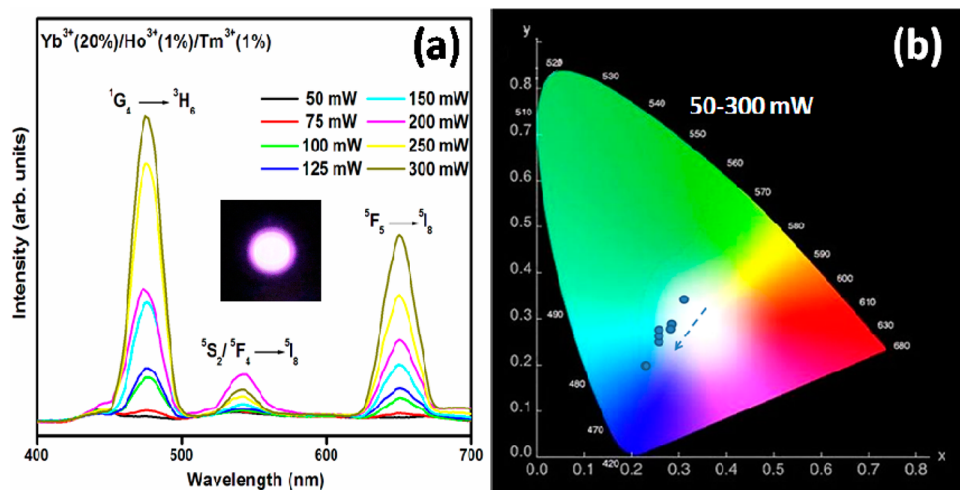 Yb³⁺(20%)/Ho³⁺(1%)/Tm³⁺(1%)
(a)
¹G₄ → ³H₆
50 mW
75 mW
100 mW
125 mW
150 mW
200 mW
250 mW
300 mW
⁵F₅ → ⁵I₈
⁵S₂/⁵F₄ → ⁵I₈
Intensity (arb. units)
400 500 600 700
Wavelength (nm)
(b)
50-300 mW
y
0.8
0.7
0.6
0.5
0.4
0.3
0.2
0.1
0.0
0.0 0.1 0.2 0.3 0.4 0.5 0.6 0.7 0.8 x
420
470
480
490
510
520
530
540
550
560
570
580
590
600
610
630
680